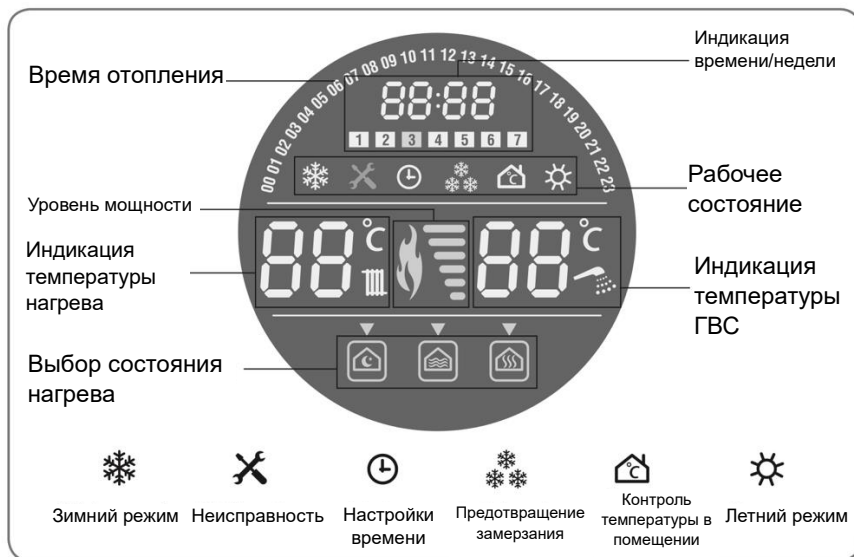 Индикация
времени/недели
Время отопления
00 01 02 03 04 05 06 07 08 09 10 11 12 13 14 15 16 17 18 19 20 21 22 23
88:88
1 2 3 4 5 6 7
°C
Рабочее
состояние
Уровень мощности
88 °C
88 °C
Индикация
температуры
нагрева
Индикация
температуры
ГВС
Выбор состояния
нагрева
°C
Зимний режим
Неисправность
Настройки
времени
Предотвращение
замерзания
Контроль
температуры в
помещении
Летний режим